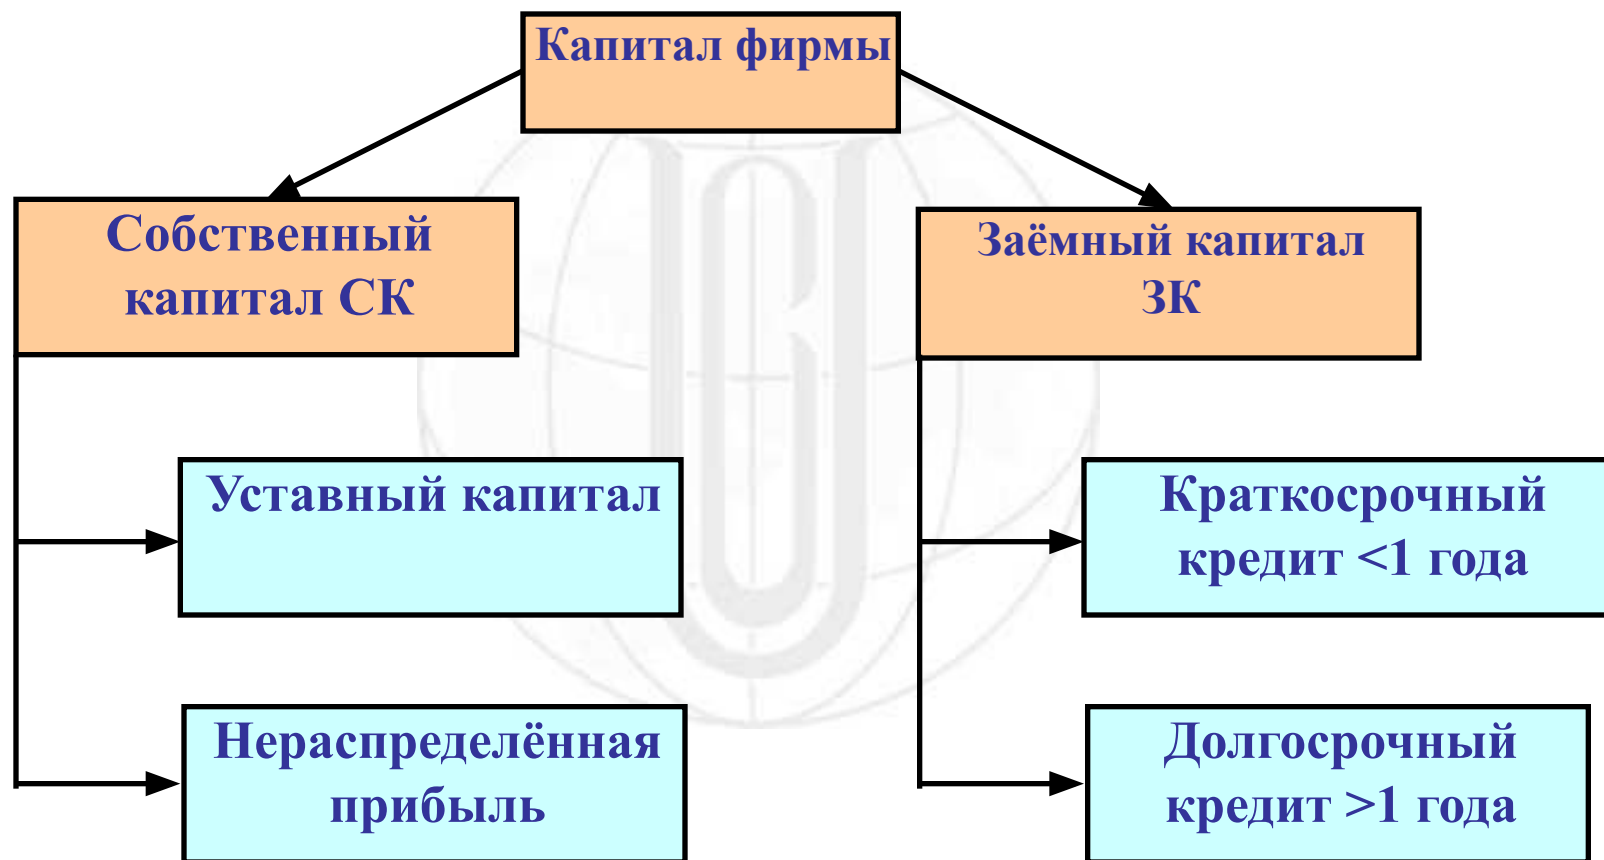 Капитал фирмы
Собственный
капитал СК
Заёмный капитал
ЗК
Уставный капитал
Краткосрочный
кредит <1 года
Нераспределённая
прибыль
Долгосрочный
кредит >1 года